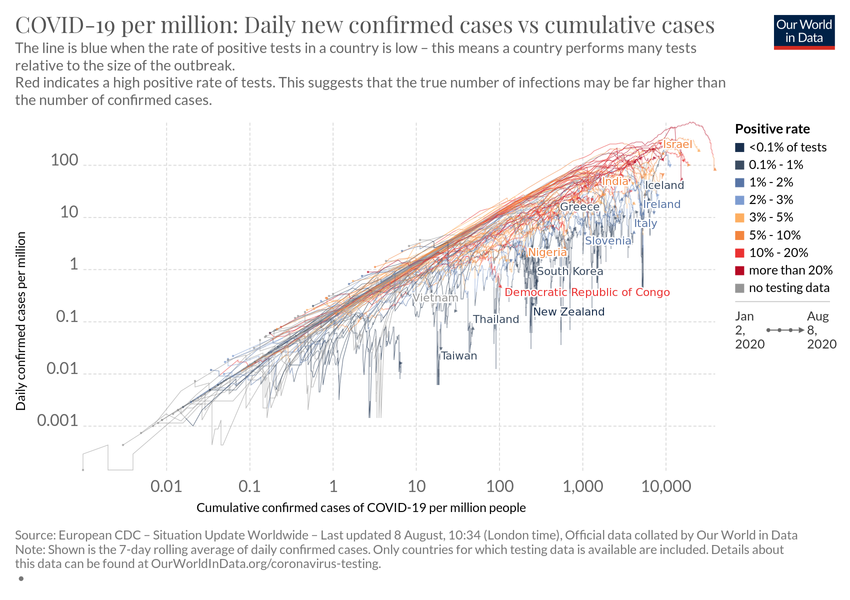 COVID-19 per million: Daily new confirmed cases vs cumulative cases
Our World
in Data
The line is blue when the rate of positive tests in a country is low – this means a country performs many tests
relative to the size of the outbreak.
Red indicates a high positive rate of tests. This suggests that the true number of infections may be far higher than
the number of confirmed cases.
Positive rate
<0.1% of tests
0.1% - 1%
1% - 2%
2% - 3%
3% - 5%
5% - 10%
10% - 20%
more than 20%
no testing data
Jan
2,
2020
Aug
8,
2020
Daily confirmed cases per million
100
10
1
0.1
0.01
0.001
Israel
India
Iceland
Ireland
Greece
Italy
Slovenia
Nigeria
South Korea
Democratic Republic of Congo
Vietnam
New Zealand
Thailand
Taiwan
0.01
0.1
1
10
100
1,000
10,000
Cumulative confirmed cases of COVID-19 per million people
Source: European CDC – Situation Update Worldwide – Last updated 8 August, 10:34 (London time), Official data collated by Our World in Data
Note: Shown is the 7-day rolling average of daily confirmed cases. Only countries for which testing data is available are included. Details about
this data can be found at OurWorldInData.org/coronavirus-testing.